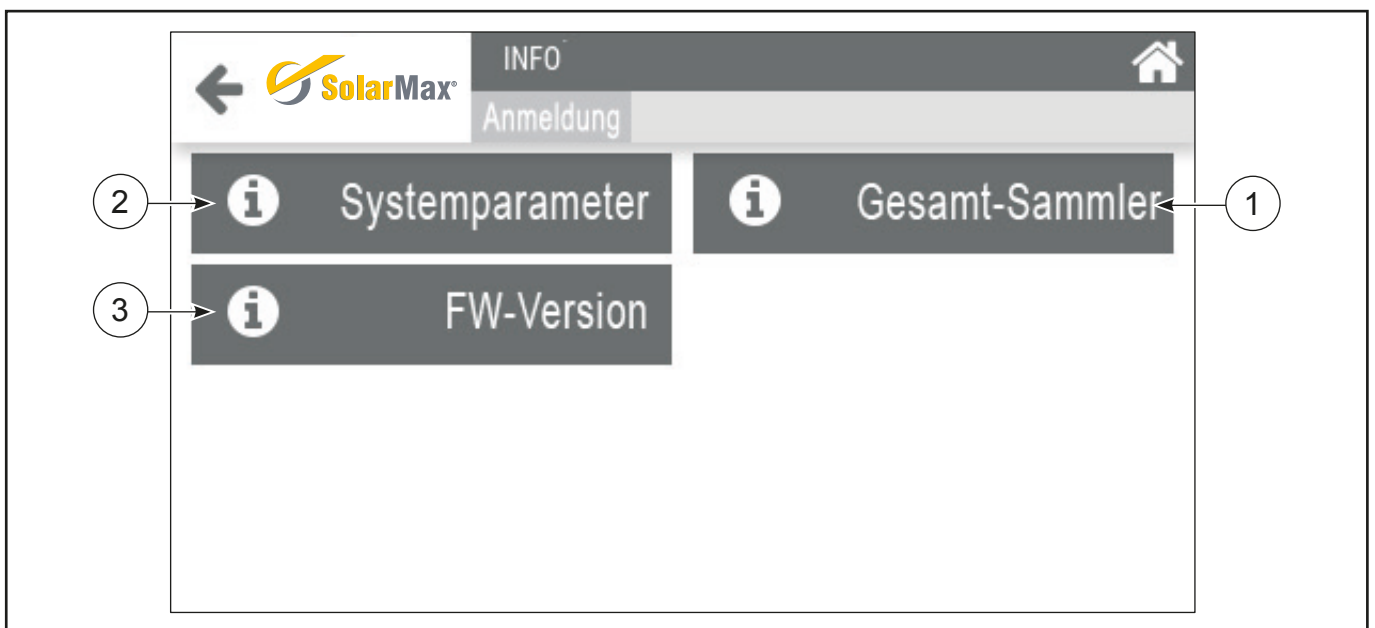 INFO
SolarMax®
Anmeldung
2
Systemparameter
Gesamt-Sammler
1
3
FW-Version